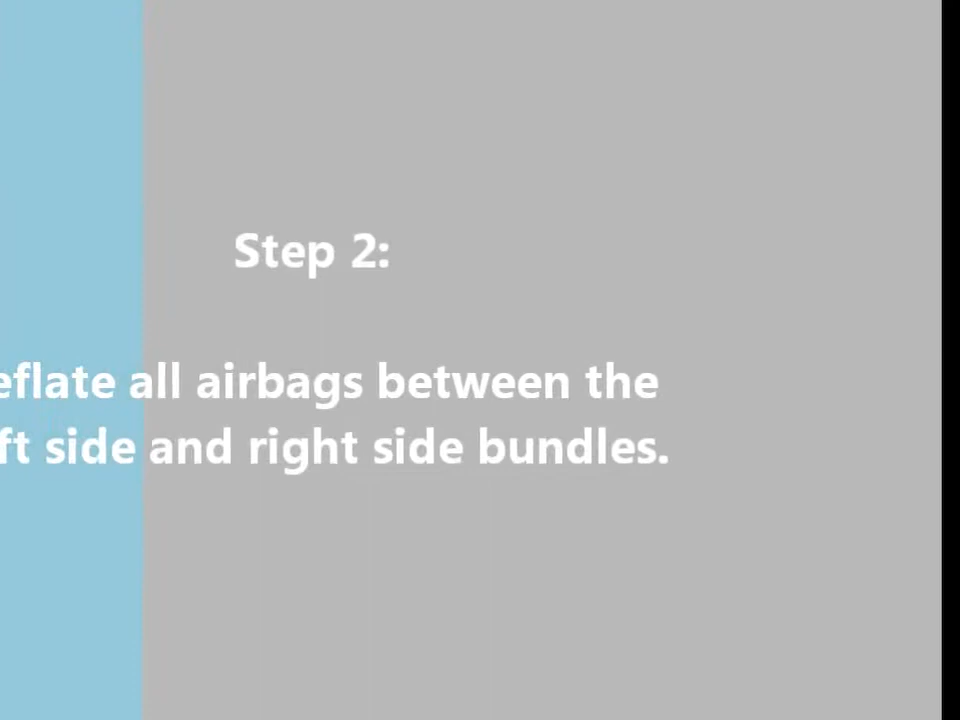 Step 2:
eflate all airbags between the
ft side and right side bundles.